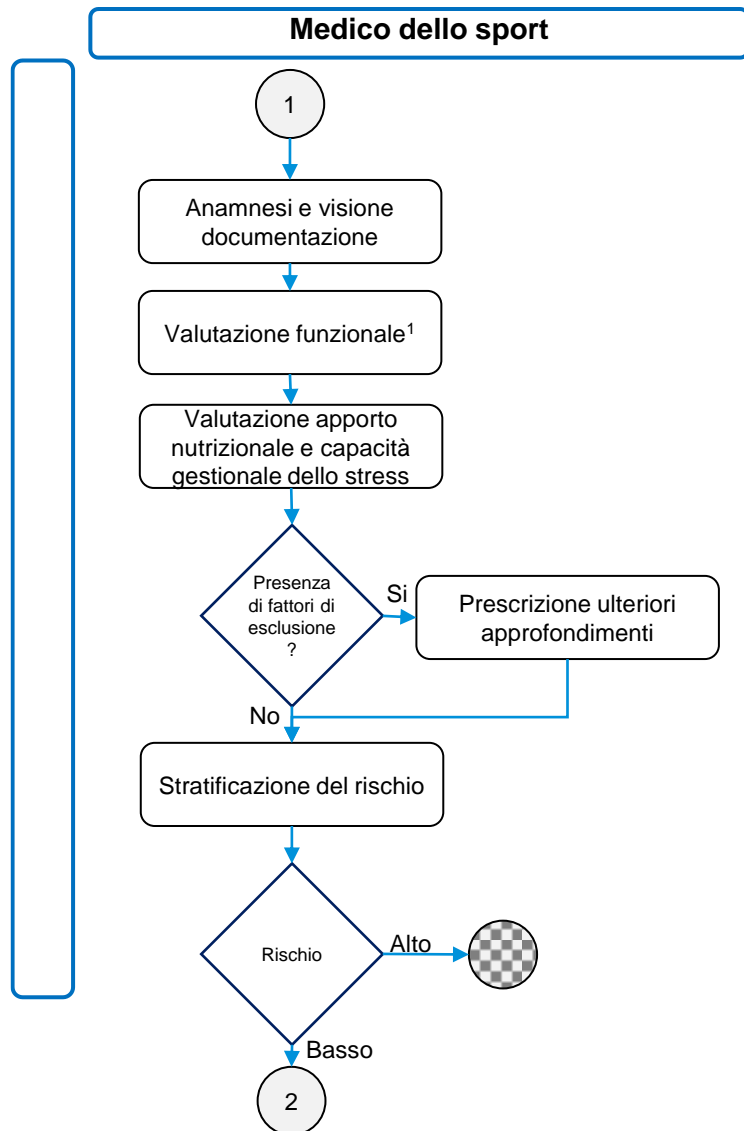 Medico dello sport
1
Anamnesi e visione
documentazione
Valutazione funzionale¹
Valutazione apporto
nutrizionale e capacità
gestionale dello stress
Presenza
di fattori di
esclusione
?
Si
Prescrizione ulteriori
approfondimenti
No
Stratificazione del rischio
Rischio
Alto
Basso
2